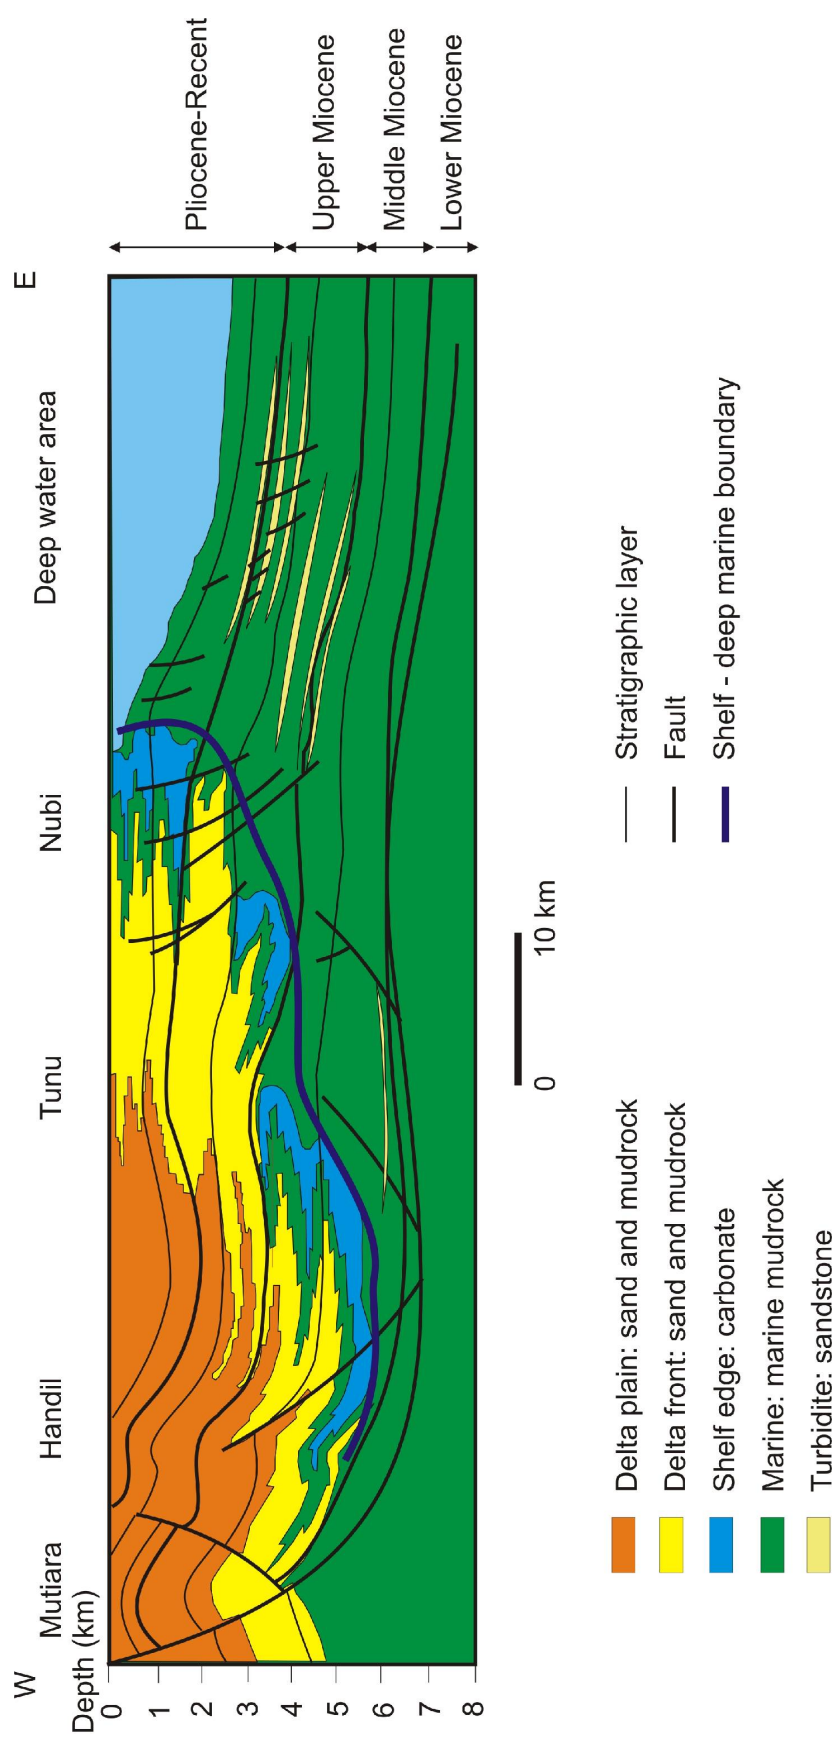 W
E
Mutiara
Handil
Tunu
Nubi
Deep water area
Depth (km)
0
1
2
3
4
5
6
7
8
Pliocene-Recent
Upper Miocene
Middle Miocene
Lower Miocene
0
10 km
Delta plain: sand and mudrock
Delta front: sand and mudrock
Shelf edge: carbonate
Marine: marine mudrock
Turbidite: sandstone
Stratigraphic layer
Fault
Shelf - deep marine boundary